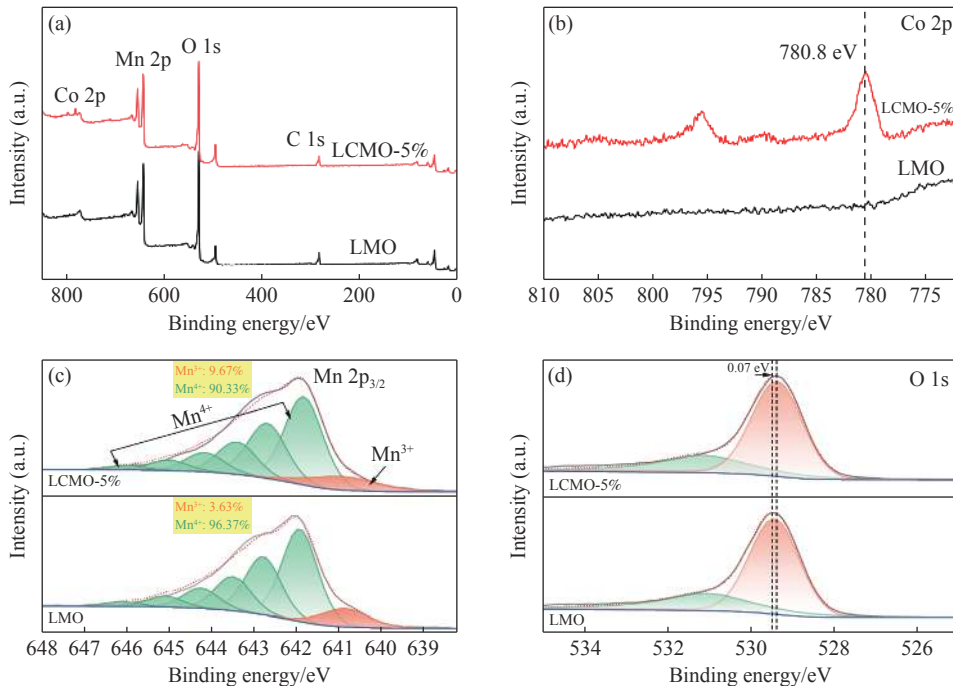 (a)
O 1s
Mn 2p
Co 2p
C 1s
LCMO-5%
LMO
Intensity (a.u.)
800 600 400 200 0
Binding energy/eV
(b)
Co 2p
780.8 eV
LCMO-5%
LMO
Intensity (a.u.)
810 805 800 795 790 785 780 775
Binding energy/eV
(c)
Mn³⁺: 9.67%
Mn⁴⁺: 90.33%
Mn 2p₃/₂
Mn⁴⁺
Mn³⁺
LCMO-5%
Mn³⁺: 3.63%
Mn⁴⁺: 96.37%
LMO
Intensity (a.u.)
648 647 646 645 644 643 642 641 640 639
Binding energy/eV
(d)
0.07 eV
O 1s
LCMO-5%
LMO
Intensity (a.u.)
534 531 528 525
Binding energy/eV